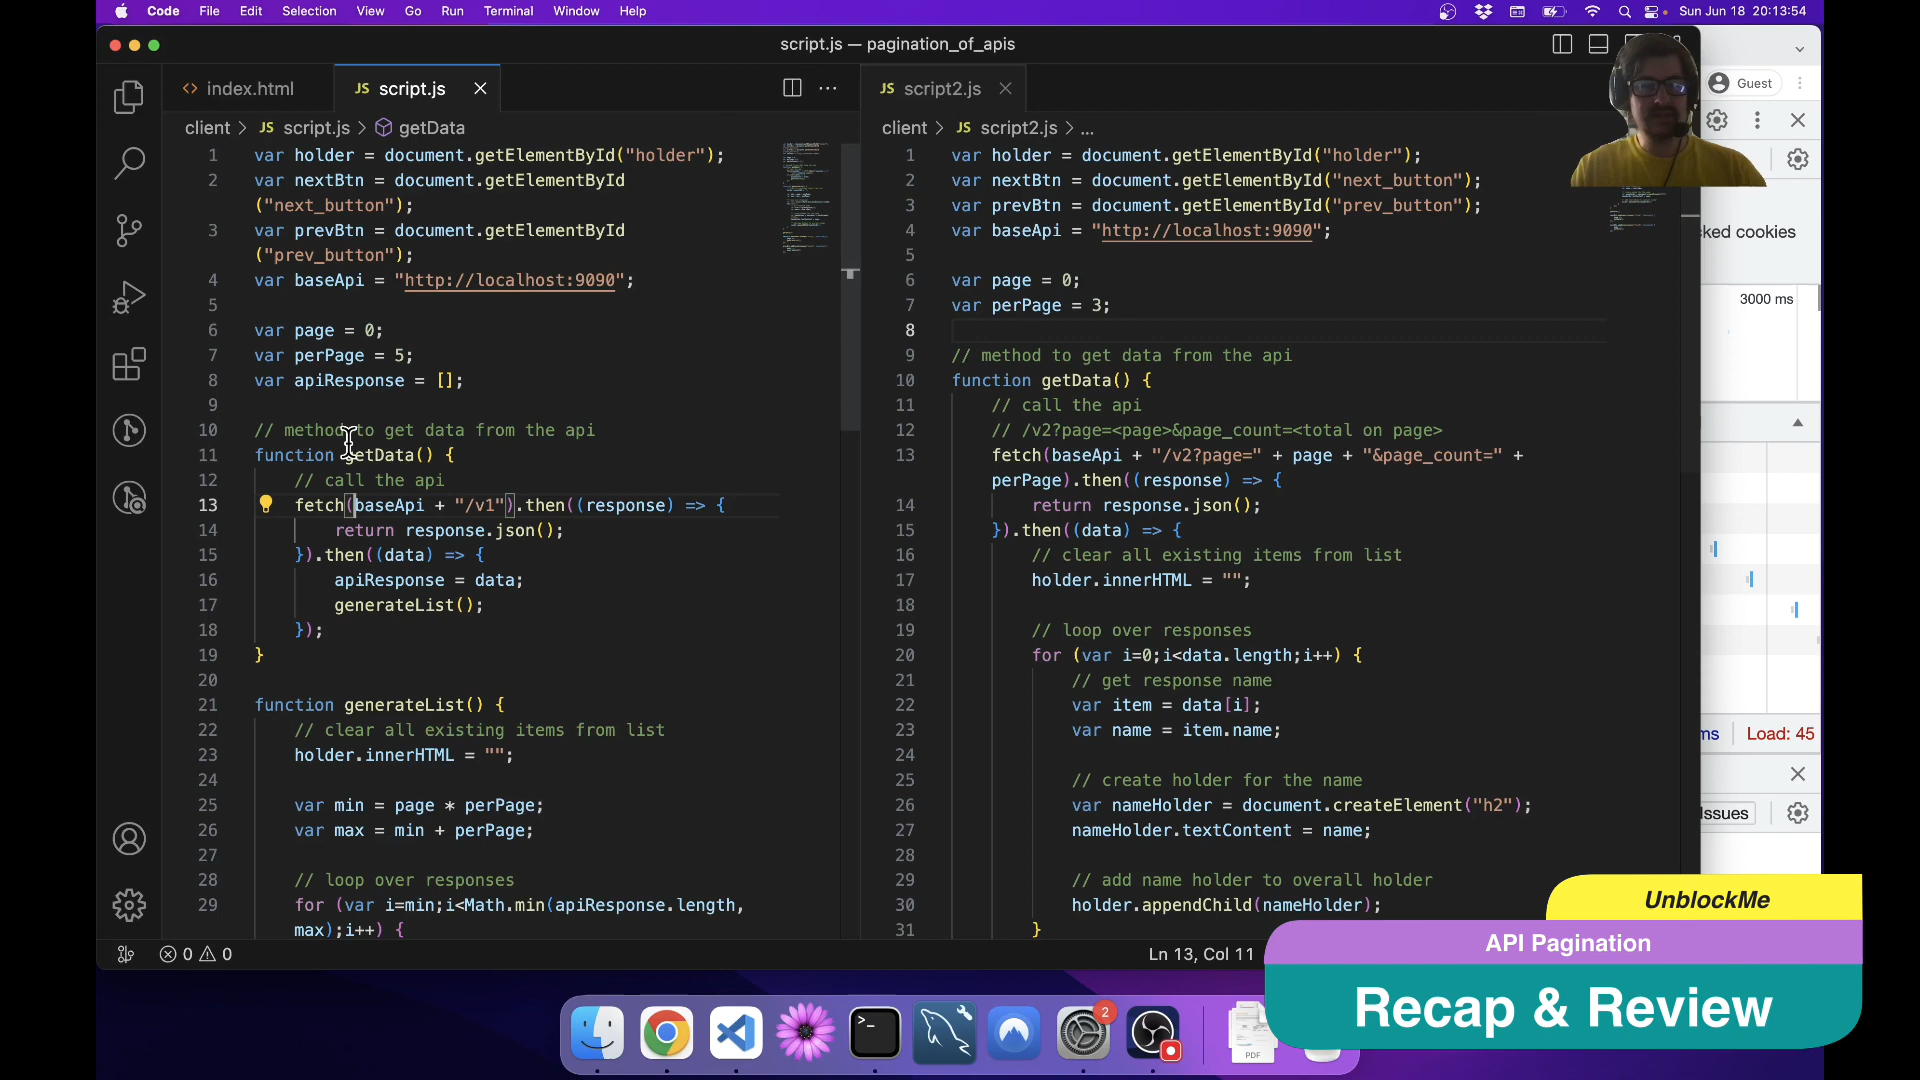 Code File Edit Selection View Go Run Terminal Window Help
Sun Jun 18 20:13:54
script.js — pagination_of_apis
index.html
JS script.js
JS script2.js
Guest
client > JS script.js > getData
client > JS script2.js > ...
1 var holder = document.getElementById("holder");
2 var nextBtn = document.getElementById
("next_button");
3 var prevBtn = document.getElementById
("prev_button");
4 var baseApi = "http://localhost:9090";
5
6 var page = 0;
7 var perPage = 5;
8 var apiResponse = [];
9
10 // method to get data from the api
11 function getData() {
12 // call the api
13 fetch(baseApi + "/v1").then((response) => {
14 return response.json();
15 }).then((data) => {
16 apiResponse = data;
17 generateList();
18 });
19 }
20
21 function generateList() {
22 // clear all existing items from list
23 holder.innerHTML = "";
24
25 var min = page * perPage;
26 var max = min + perPage;
27
28 // loop over responses
29 for (var i=min;i<Math.min(apiResponse.length,
max);i++) {
1 var holder = document.getElementById("holder");
2 var nextBtn = document.getElementById("next_button");
3 var prevBtn = document.getElementById("prev_button");
4 var baseApi = "http://localhost:9090";
5
6 var page = 0;
7 var perPage = 3;
8
9 // method to get data from the api
10 function getData() {
11 // call the api
12 // /v2?page=<page>&page_count=<total on page>
13 fetch(baseApi + "/v2?page=" + page + "&page_count=" +
perPage).then((response) => {
14 return response.json();
15 }).then((data) => {
16 // clear all existing items from list
17 holder.innerHTML = "";
18
19 // loop over responses
20 for (var i=0;i<data.length;i++) {
21 // get response name
22 var item = data[i];
23 var name = item.name;
24
25 // create holder for the name
26 var nameHolder = document.createElement("h2");
27 nameHolder.textContent = name;
28
29 // add name holder to overall holder
30 holder.appendChild(nameHolder);
31 }
cked cookies
3000 ms
ms
Load: 45
Issues
0 0
Ln 13, Col 11
UnblockMe
API Pagination
Recap & Review
>_
2
PDF